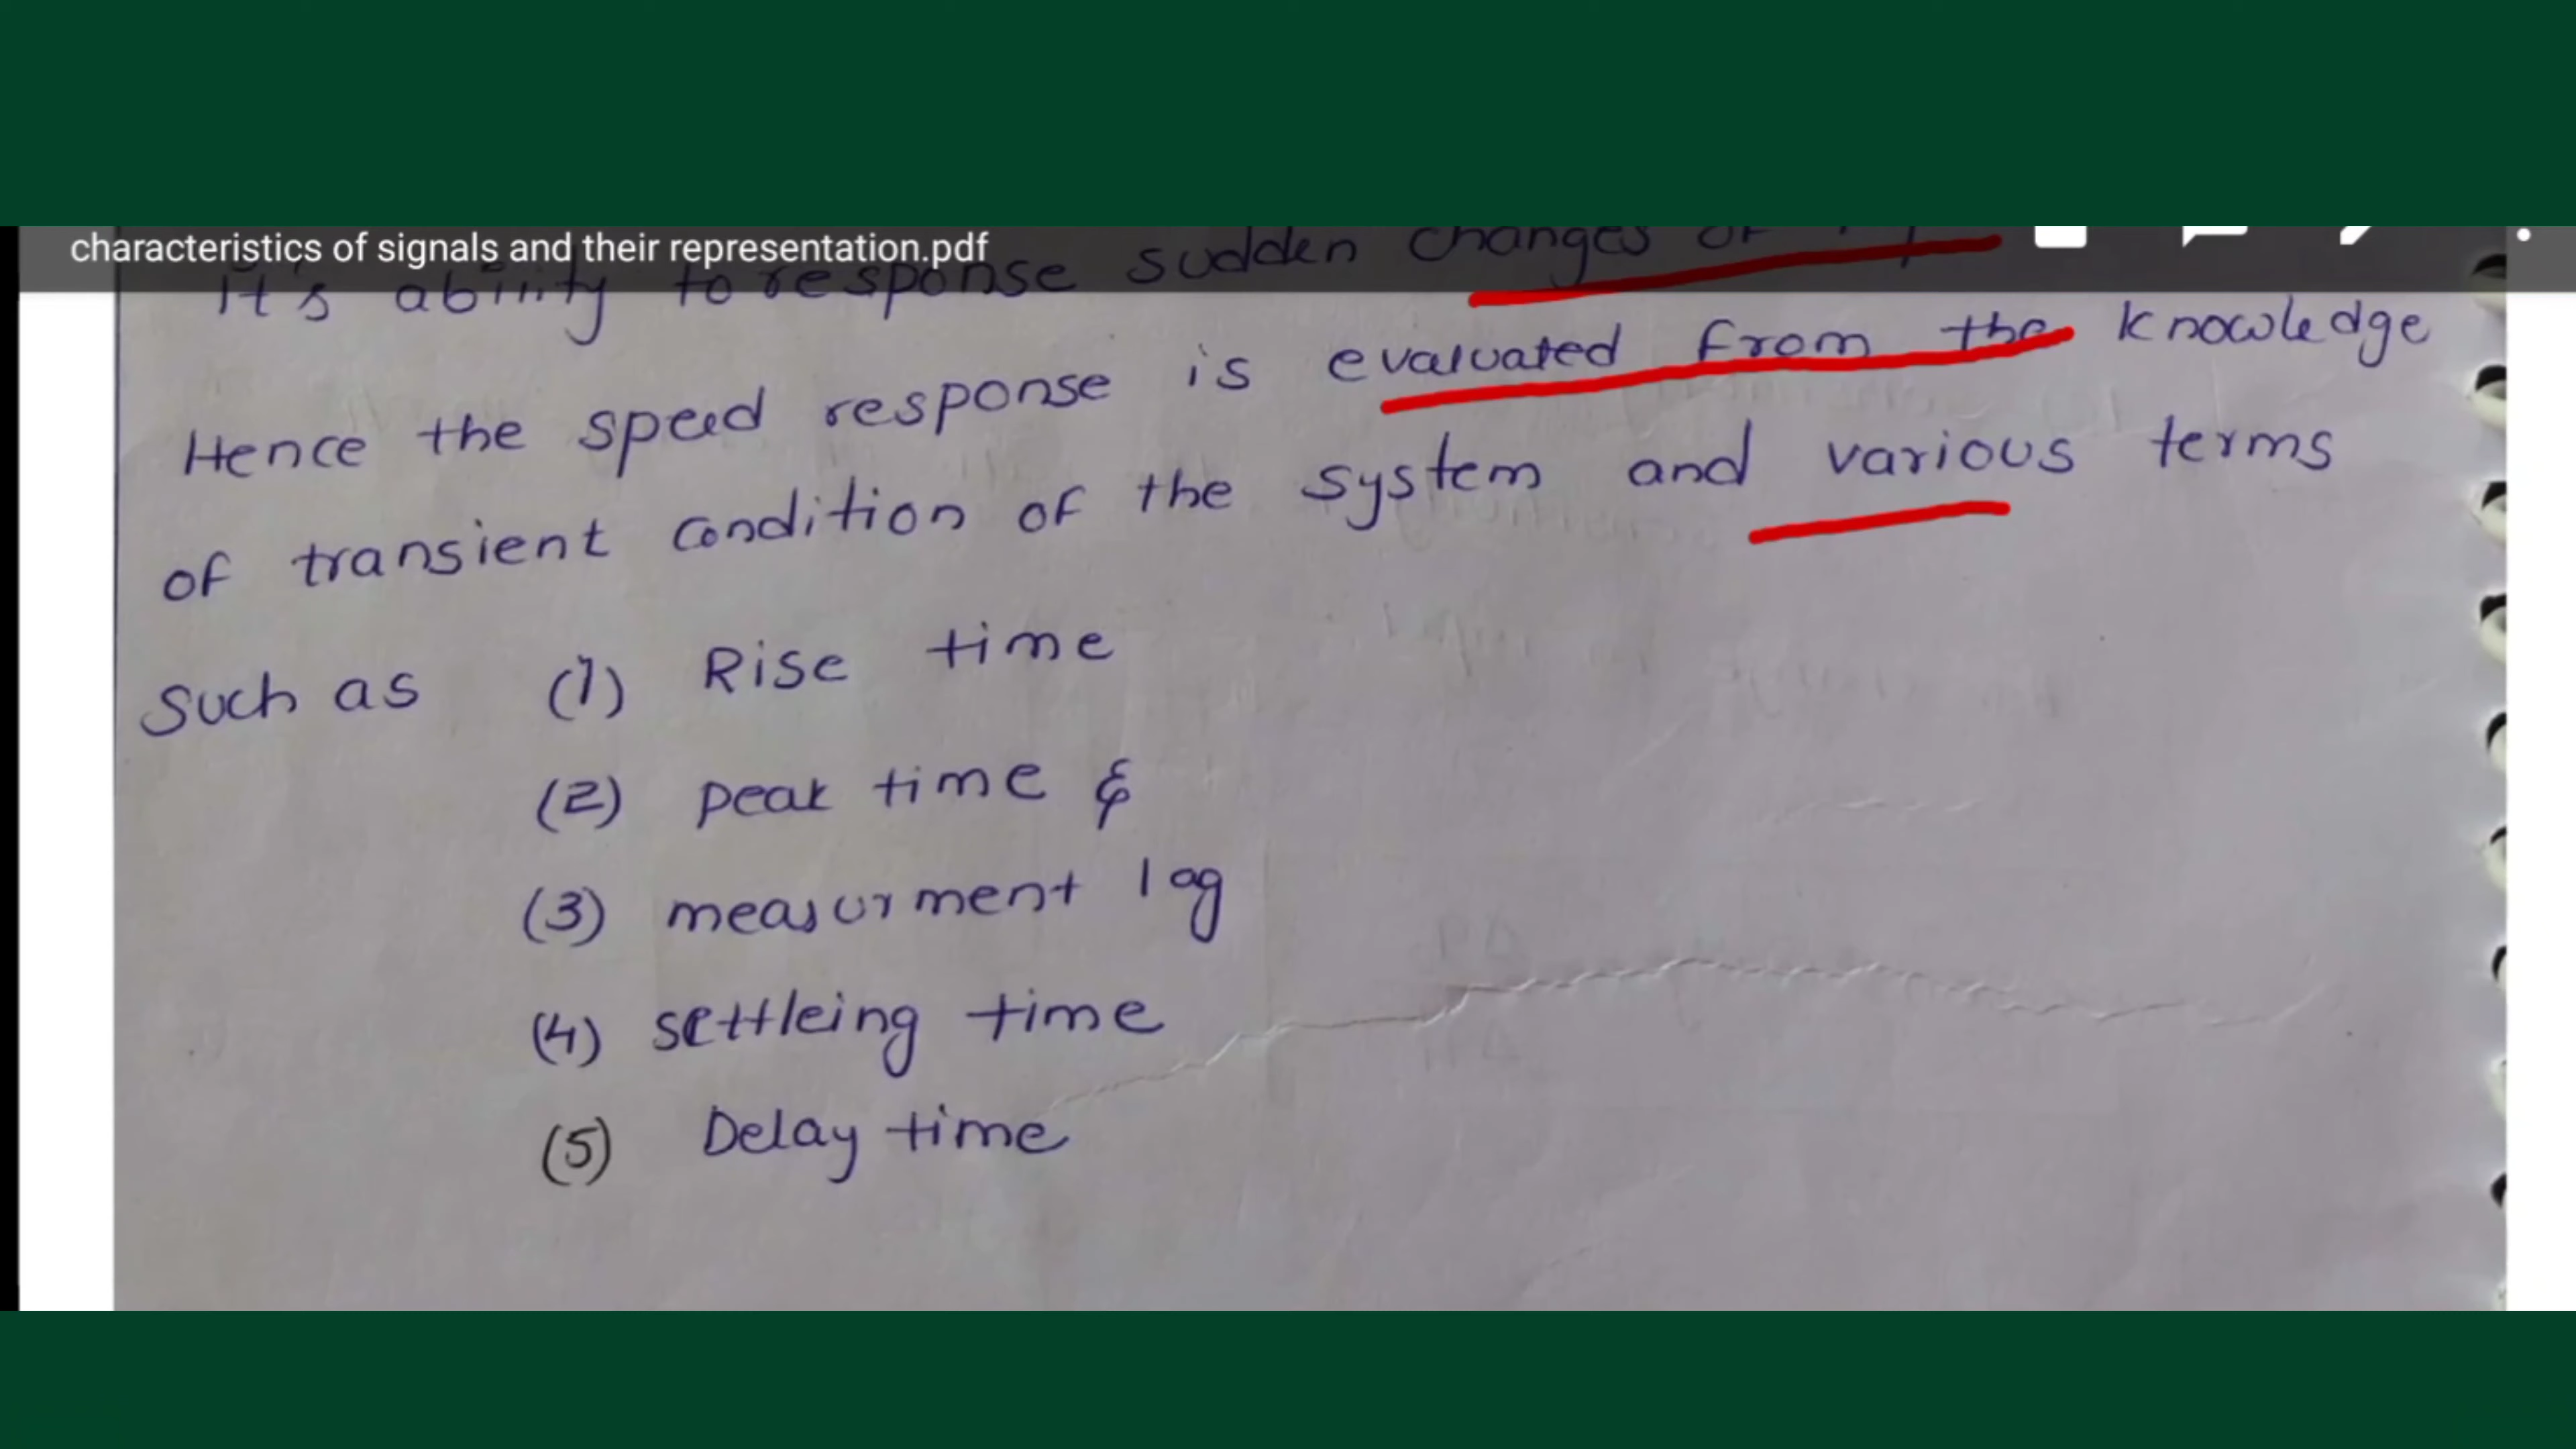 characteristics of signals and their representation.pdf
it's ability to response sudden changes of
Hence the speed response is evaluated from the knowledge
of transient condition of the system and various terms
Such as (1) Rise time
(2) peak time &
(3) measurment lag
(4) settleing time
(5) Delay time